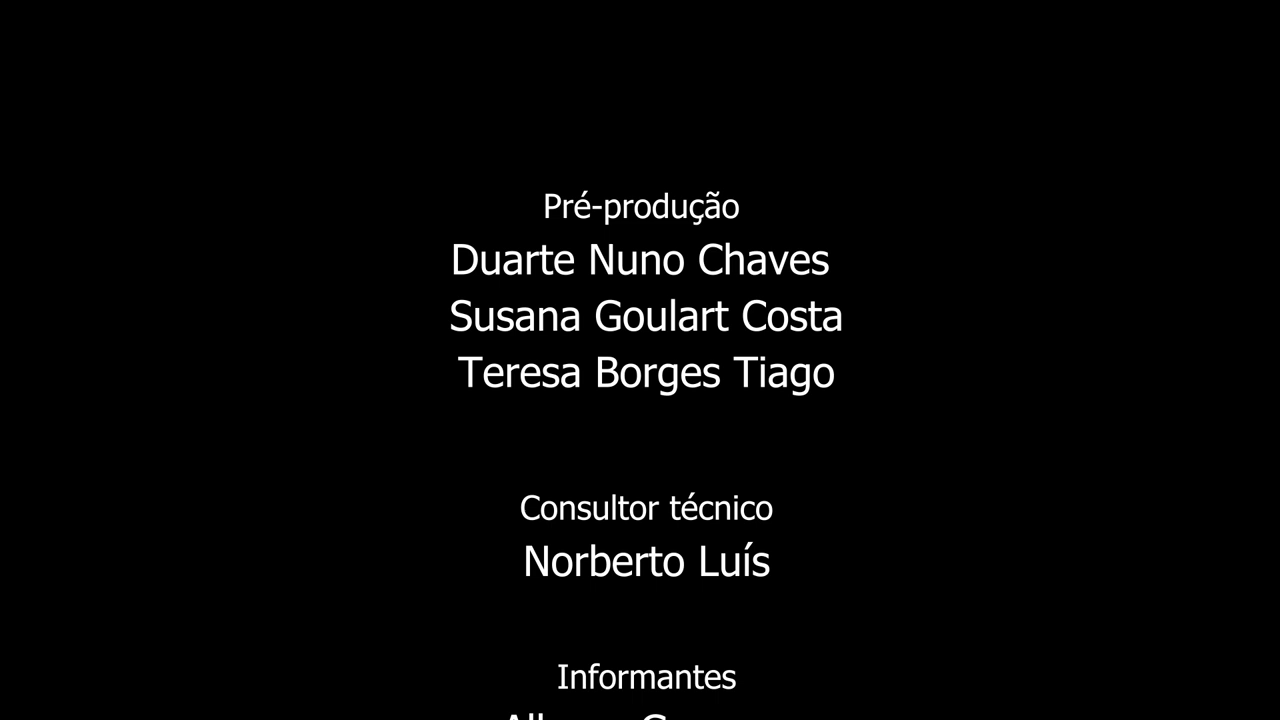 Pré-produção
Duarte Nuno Chaves
Susana Goulart Costa
Teresa Borges Tiago
Consultor técnico
Norberto Luís
Informantes